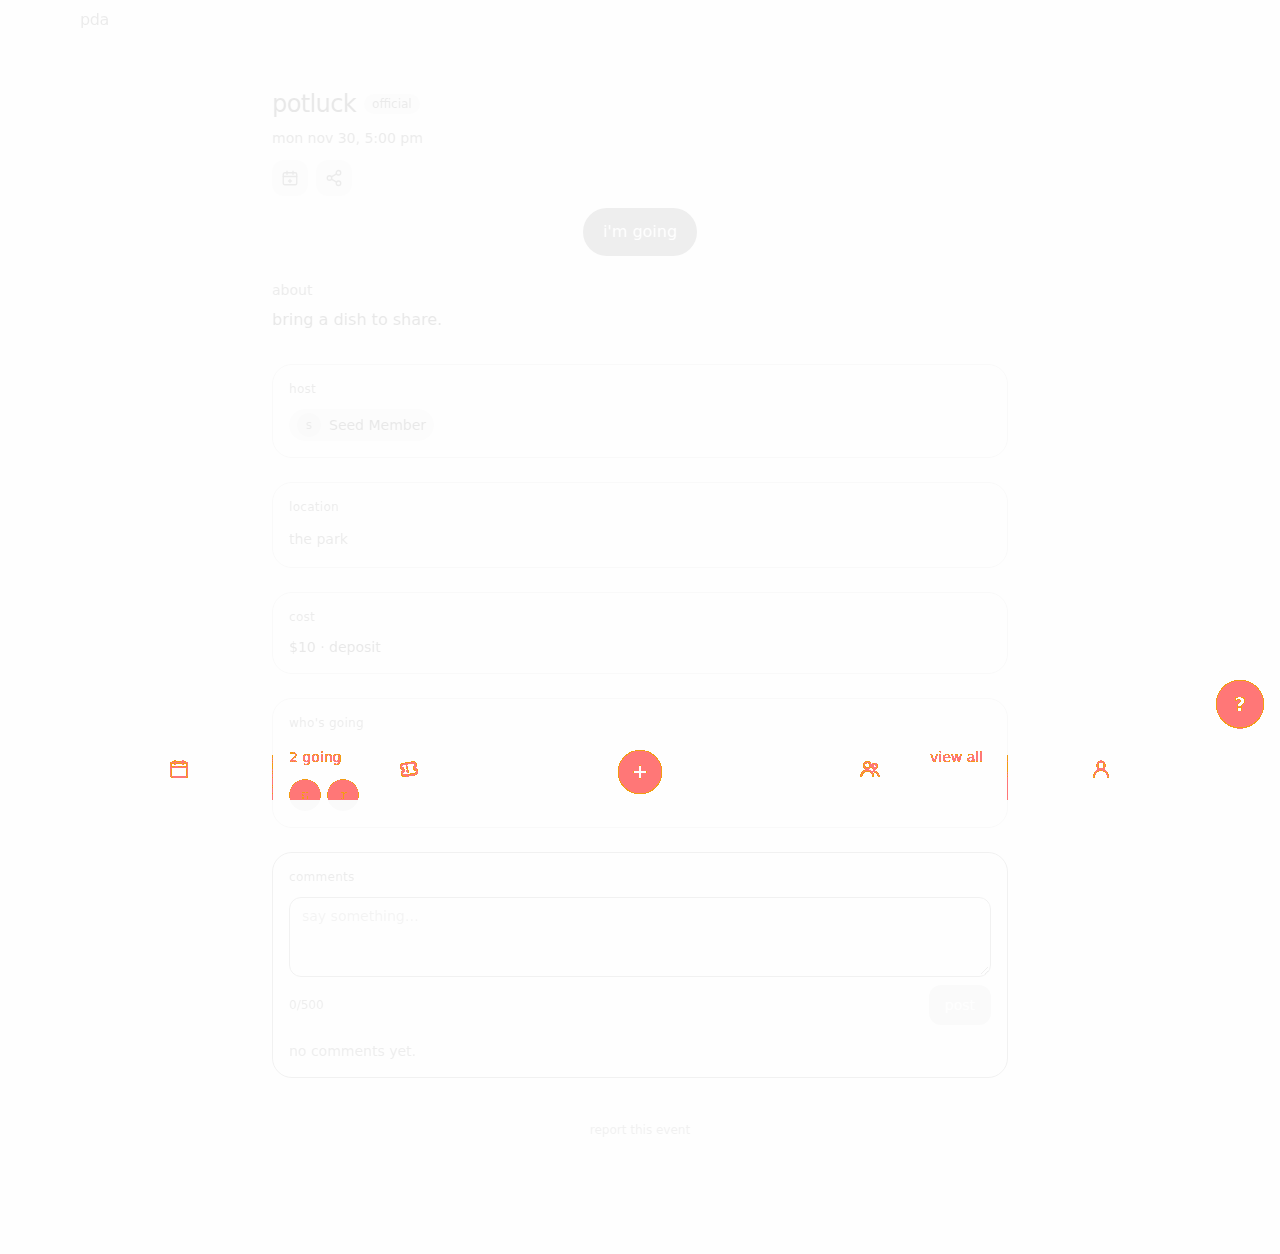 pda
potluck official
mon nov 30, 5:00 pm
i'm going
about
bring a dish to share.
host
S Seed Member
location
the park
cost
$10 · deposit
who's going
?
2 going view all
+
comments
say something...
0/500 post
no comments yet.
report this event